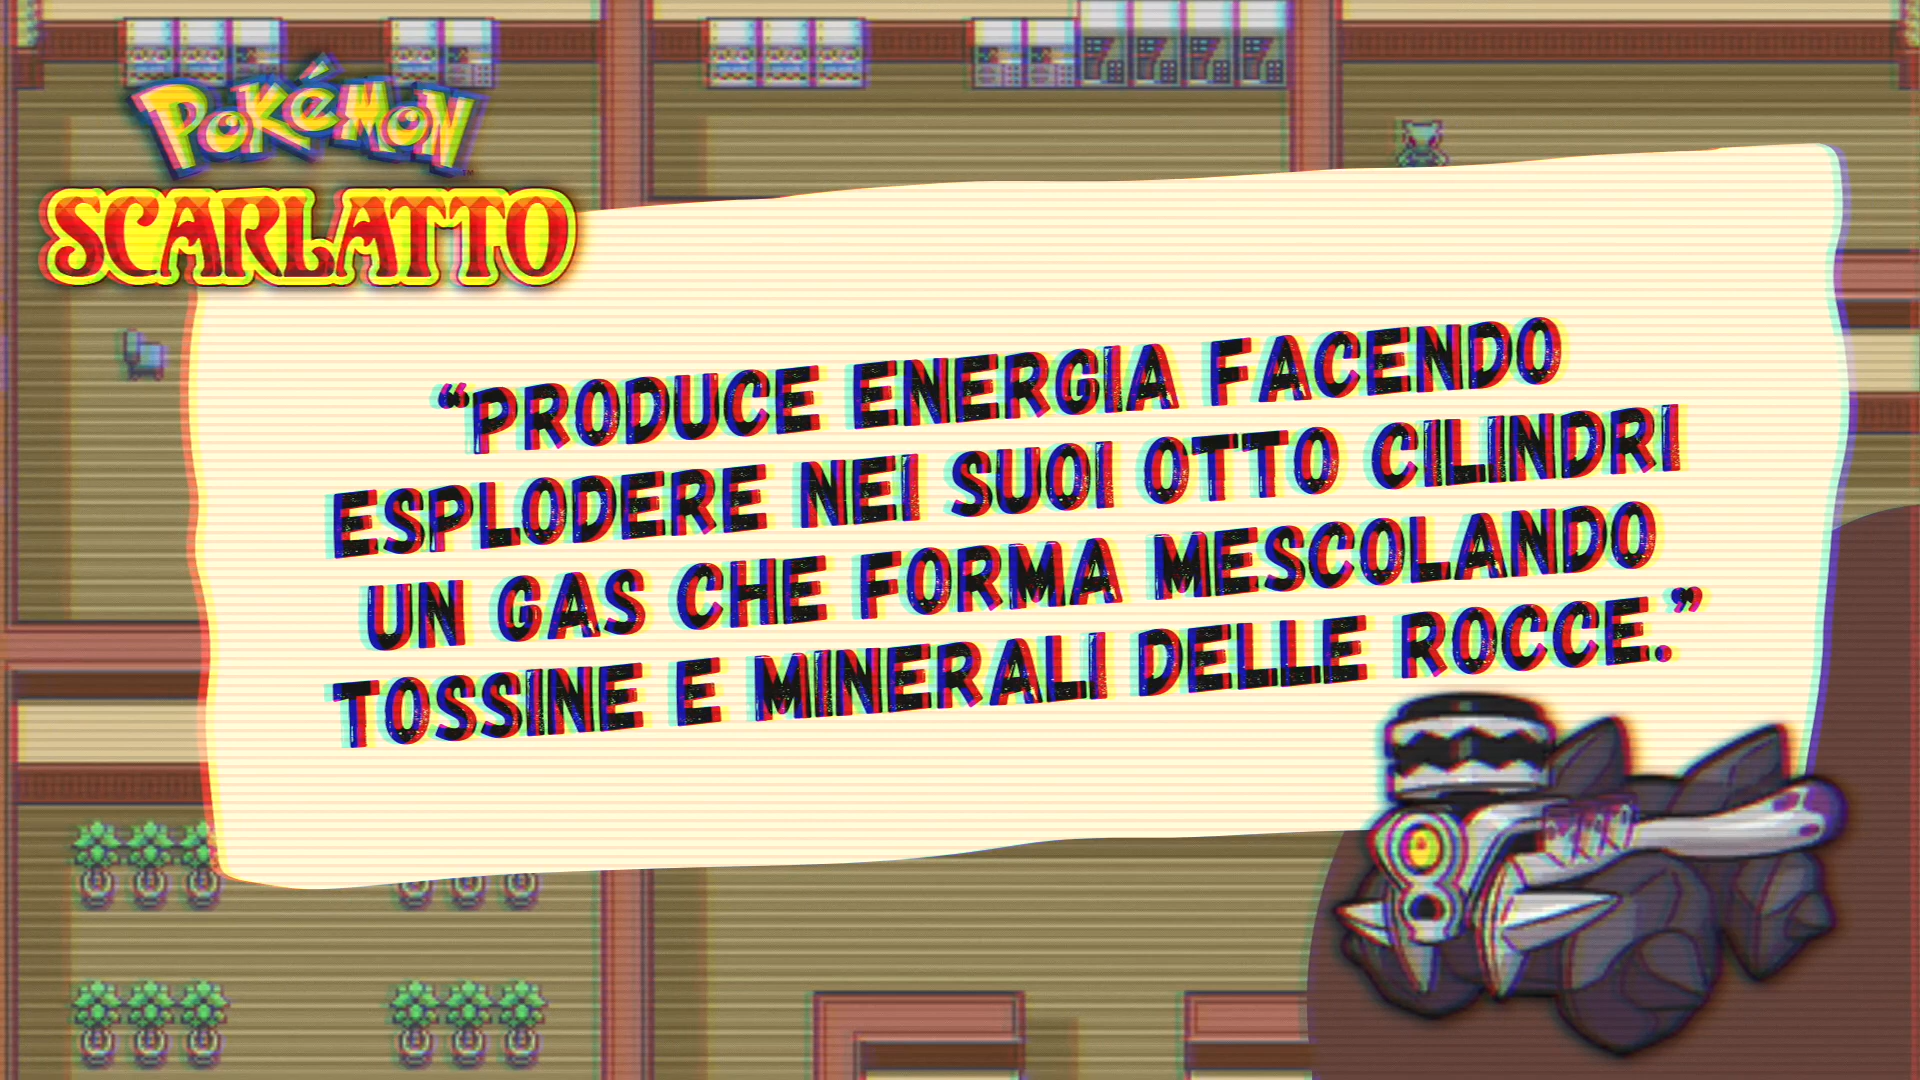 POKéMON
SCARLATTO
“PRODUCE ENERGIA FACENDO
ESPLODERE NEI SUOI OTTO CILINDRI
UN GAS CHE FORMA MESCOLANDO
TOSSINE E MINERALI DELLE ROCCE.”